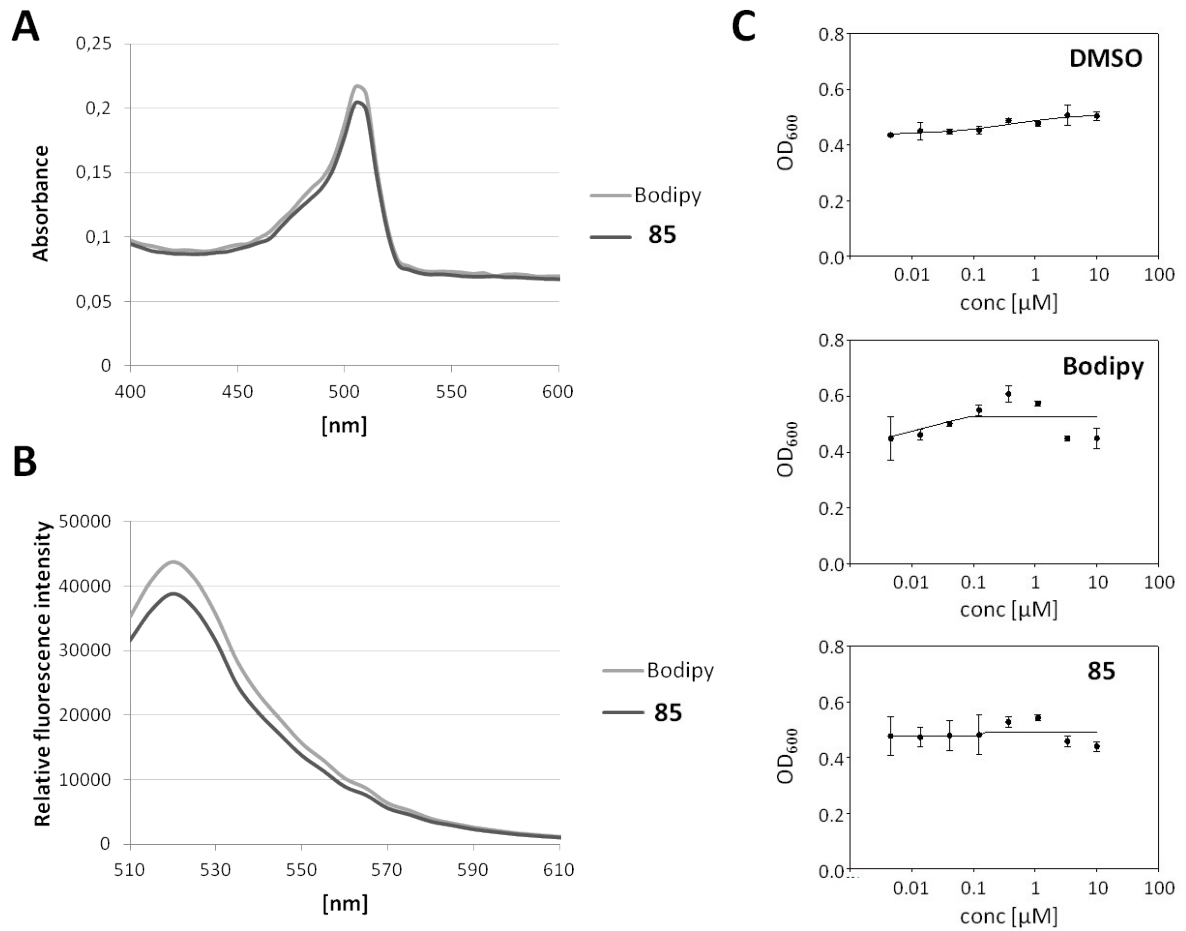 A
0,25
0,2
0,15
0,1
0,05
0
Absorbance
400 450 500 550 600
[nm]
Bodipy
85
B
50000
40000
30000
20000
10000
0
Relative fluorescence intensity
510 530 550 570 590 610
[nm]
Bodipy
85
C
DMSO
0.8
0.6
0.4
0.2
0.0
OD600
0.01 0.1 1 10 100
conc [µM]
Bodipy
0.8
0.6
0.4
0.2
0.0
OD600
0.01 0.1 1 10 100
conc [µM]
85
0.8
0.6
0.4
0.2
0.0
OD600
0.01 0.1 1 10 100
conc [µM]